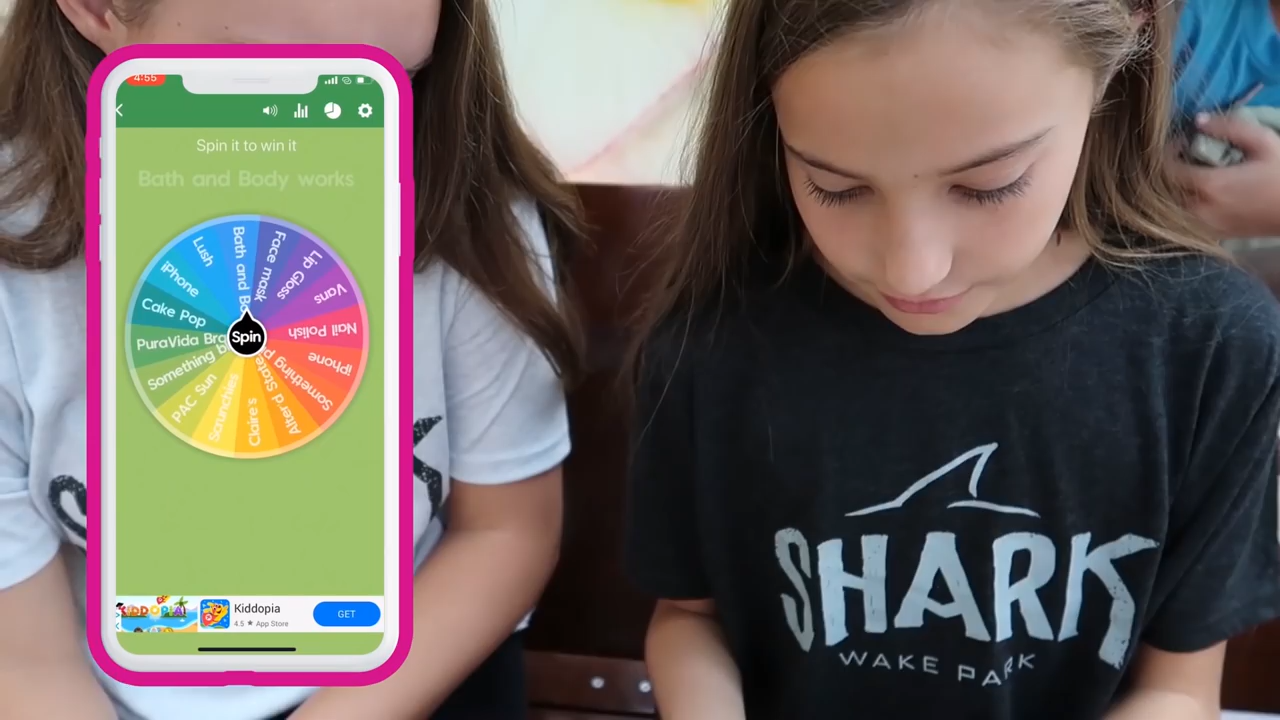 4:55
Spin it to win it
Bath and Body works
Bath and Bo
Face mask
Lip Gloss
Vans
Nail Polish
iPhone
Something p
Alter'd State
Claire's
Scrunchies
PAC Sun
Something b
PuraVida Bra
Cake Pop
iPhone
Lush
Spin
KIDDOPIA
Kiddopia
4.5 ★ App Store
GET
SHARK
WAKE PARK